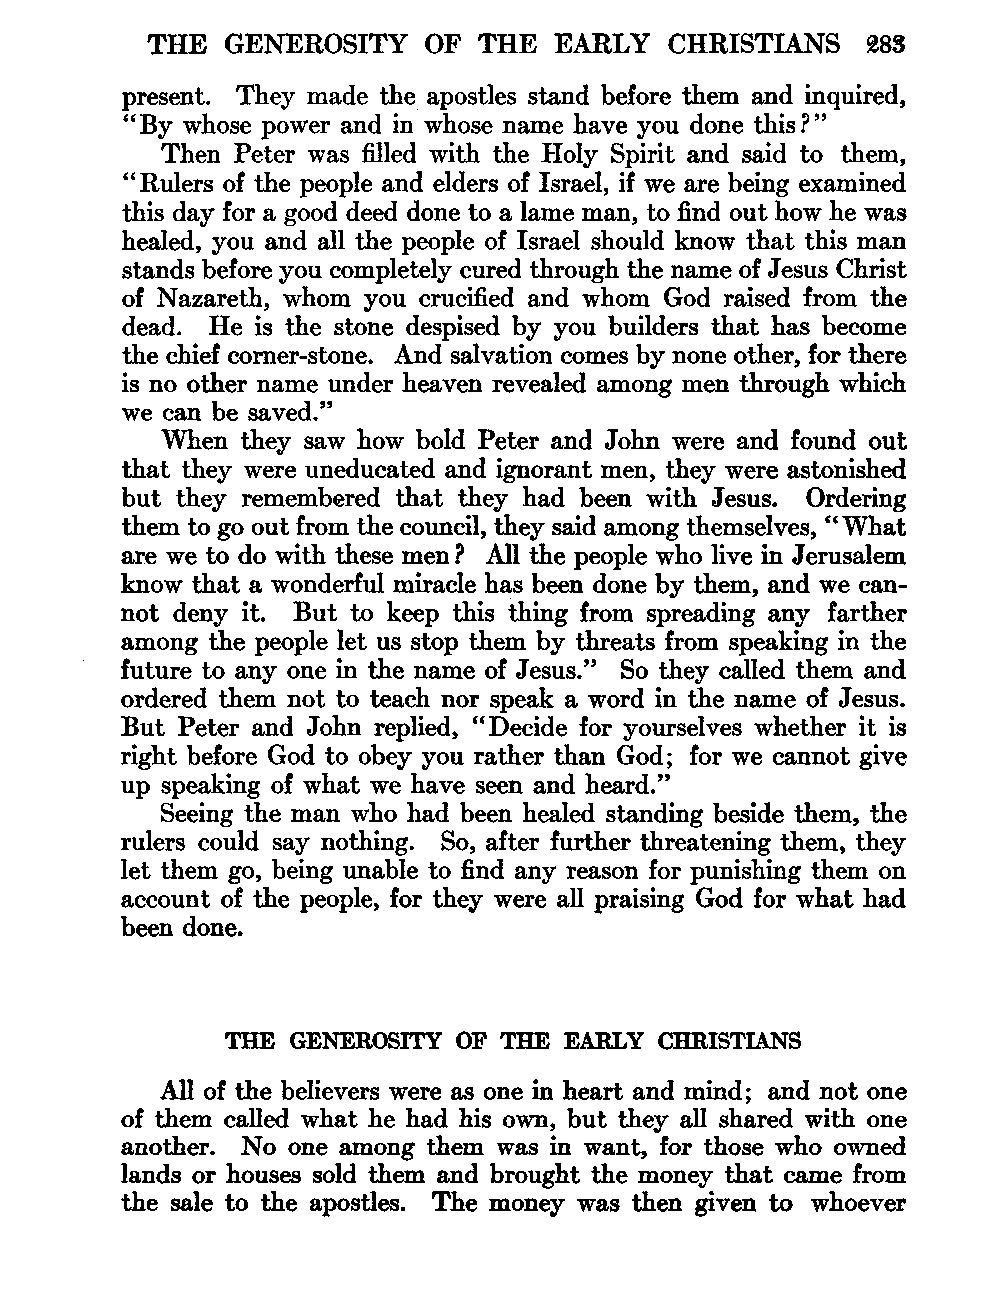 THE GENEROSITY OF THE EARLY CHRISTIANS 283
present. They made the apostles stand before them and inquired,
“By whose power and in whose name have you done this?”
Then Peter was filled with the Holy Spirit and said to them,
“Rulers of the people and elders of Israel, if we are being examined
this day for a good deed done to a lame man, to find out how he was
healed, you and all the people of Israel should know that this man
stands before you completely cured through the name of Jesus Christ
of Nazareth, whom you crucified and whom God raised from the
dead. He is the stone despised by you builders that has become
the chief corner-stone. And salvation comes by none other, for there
is no other name under heaven revealed among men through which
we can be saved.”
When they saw how bold Peter and John were and found out
that they were uneducated and ignorant men, they were astonished
but they remembered that they had been with Jesus. Ordering
them to go out from the council, they said among themselves, “What
are we to do with these men? All the people who live in Jerusalem
know that a wonderful miracle has been done by them, and we can-
not deny it. But to keep this thing from spreading any farther
among the people let us stop them by threats from speaking in the
future to any one in the name of Jesus.” So they called them and
ordered them not to teach nor speak a word in the name of Jesus.
But Peter and John replied, “Decide for yourselves whether it is
right before God to obey you rather than God; for we cannot give
up speaking of what we have seen and heard.”
Seeing the man who had been healed standing beside them, the
rulers could say nothing. So, after further threatening them, they
let them go, being unable to find any reason for punishing them on
account of the people, for they were all praising God for what had
been done.
THE GENEROSITY OF THE EARLY CHRISTIANS
All of the believers were as one in heart and mind; and not one
of them called what he had his own, but they all shared with one
another. No one among them was in want, for those who owned
lands or houses sold them and brought the money that came from
the sale to the apostles. The money was then given to whoever